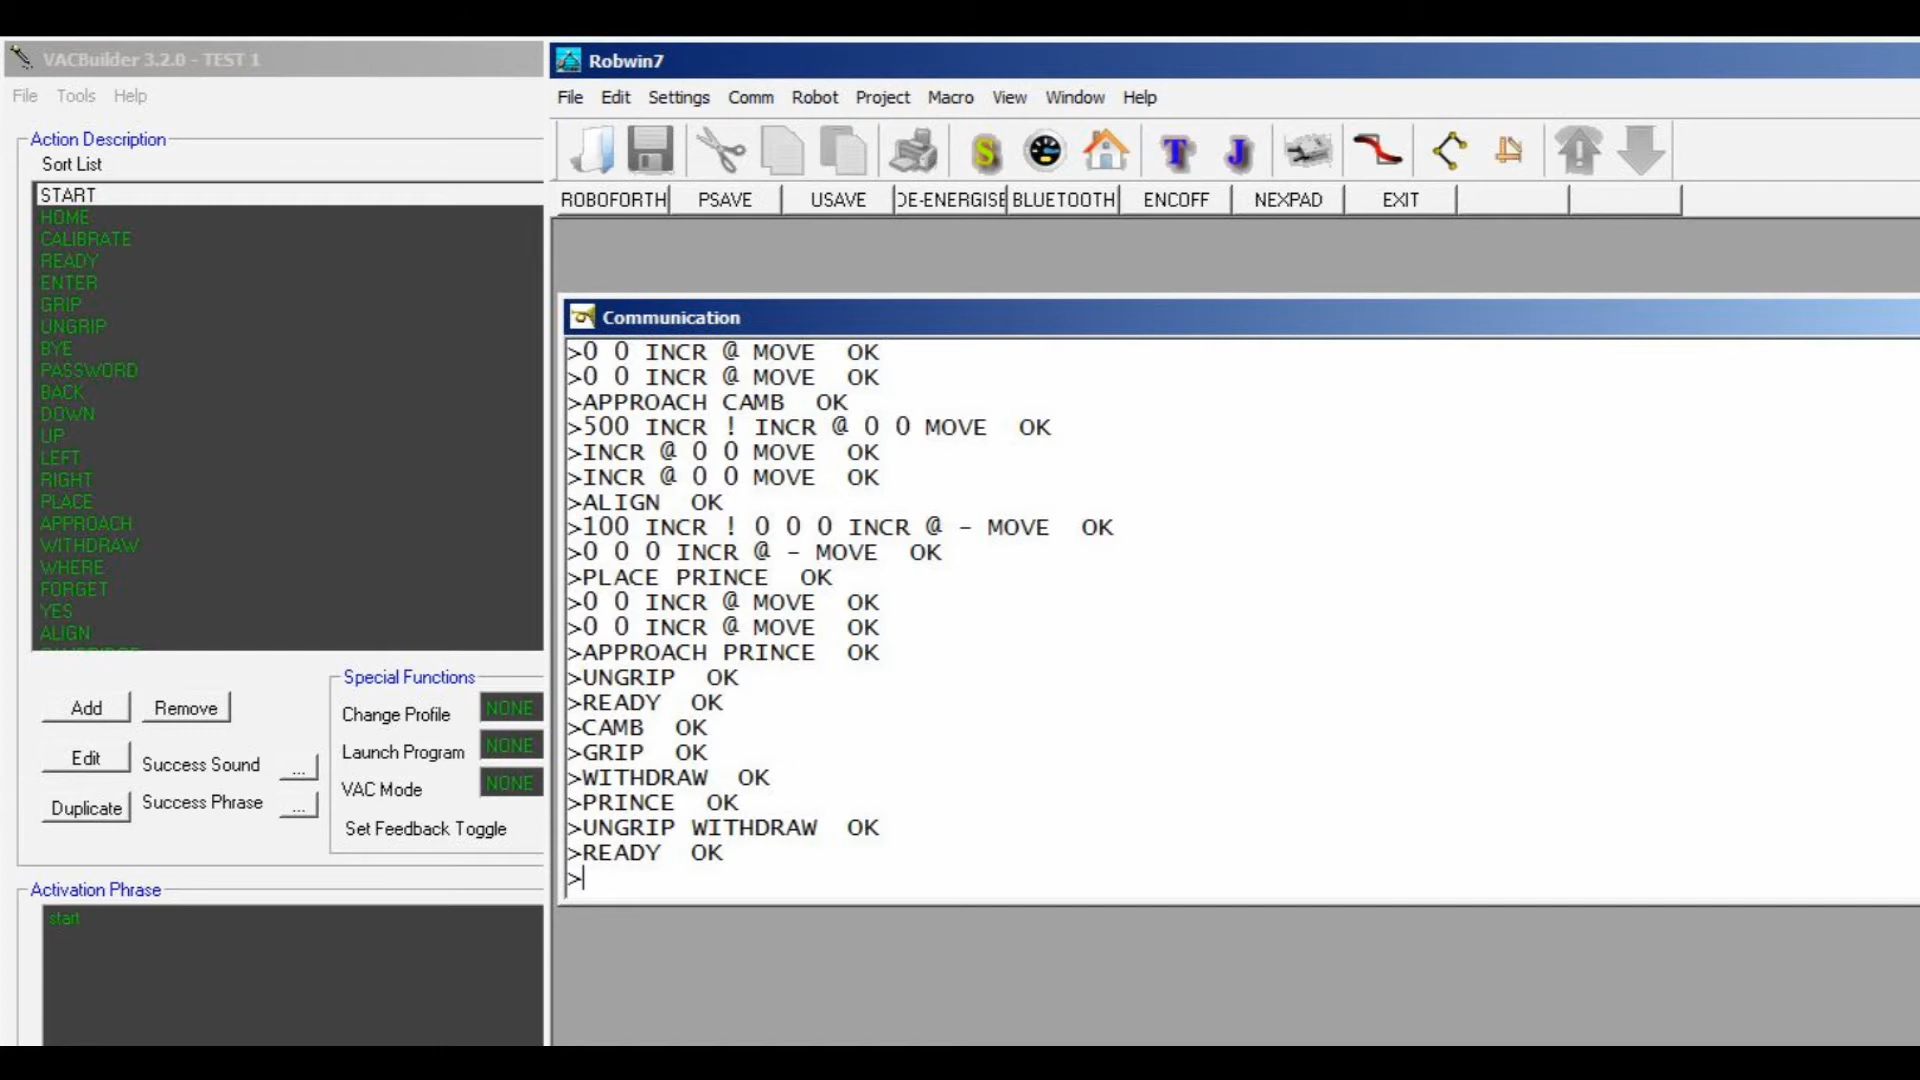 VACBuilder 3.2.0 - TEST 1
File Tools Help
Action Description
Sort List
START
HOME
CALIBRATE
READY
ENTER
GRIP
UNGRIP
BYE
PASSWORD
BACK
DOWN
UP
LEFT
RIGHT
PLACE
APPROACH
WITHDRAW
WHERE
FORGET
YES
ALIGN
Add Remove
Edit Success Sound ...
Duplicate Success Phrase ...
Special Functions
Change Profile NONE
Launch Program NONE
VAC Mode NONE
Set Feedback Toggle
Activation Phrase
start
Robwin7
File Edit Settings Comm Robot Project Macro View Window Help
S T J
ROBOFORTH PSAVE USAVE DE-ENERGISE BLUETOOTH ENCOFF NEXPAD EXIT
Communication
>0 0 INCR @ MOVE OK
>0 0 INCR @ MOVE OK
>APPROACH CAMB OK
>500 INCR ! INCR @ 0 0 MOVE OK
>INCR @ 0 0 MOVE OK
>INCR @ 0 0 MOVE OK
>ALIGN OK
>100 INCR ! 0 0 0 INCR @ - MOVE OK
>0 0 0 INCR @ - MOVE OK
>PLACE PRINCE OK
>0 0 INCR @ MOVE OK
>0 0 INCR @ MOVE OK
>APPROACH PRINCE OK
>UNGRIP OK
>READY OK
>CAMB OK
>GRIP OK
>WITHDRAW OK
>PRINCE OK
>UNGRIP WITHDRAW OK
>READY OK
>